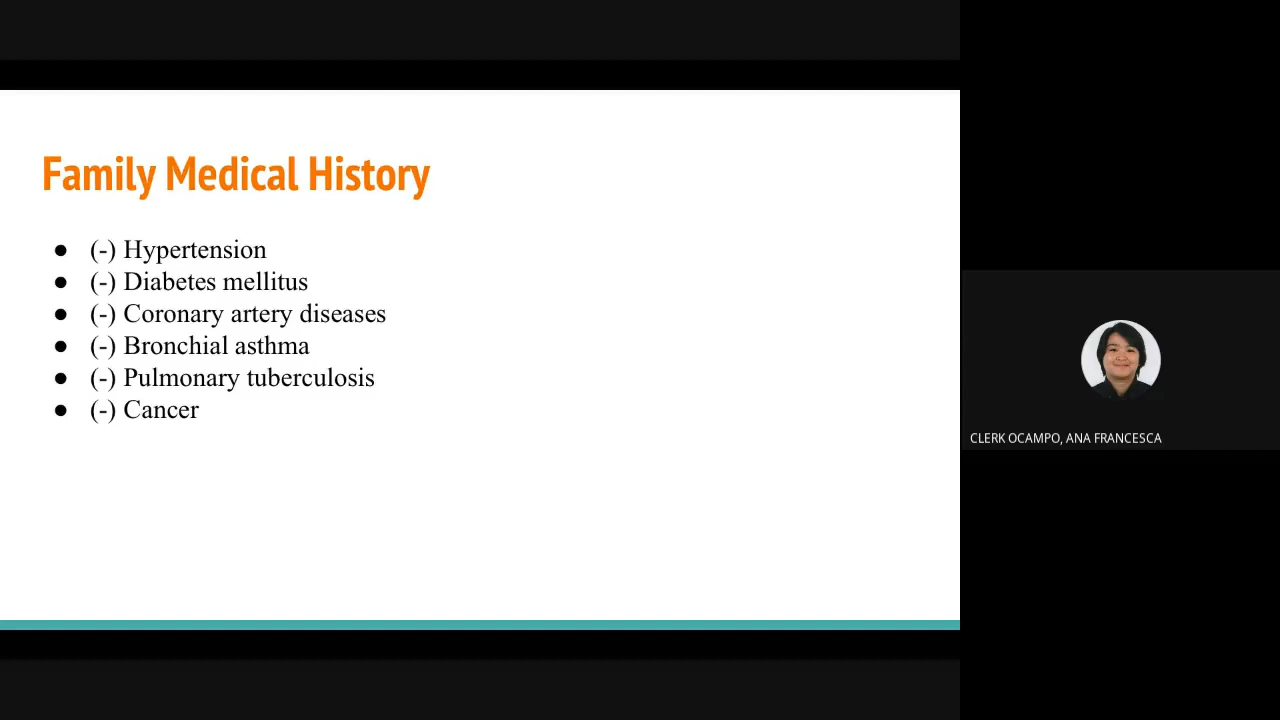 Family Medical History
● (-) Hypertension
● (-) Diabetes mellitus
● (-) Coronary artery diseases
● (-) Bronchial asthma
● (-) Pulmonary tuberculosis
● (-) Cancer
CLERK OCAMPO, ANA FRANCESCA